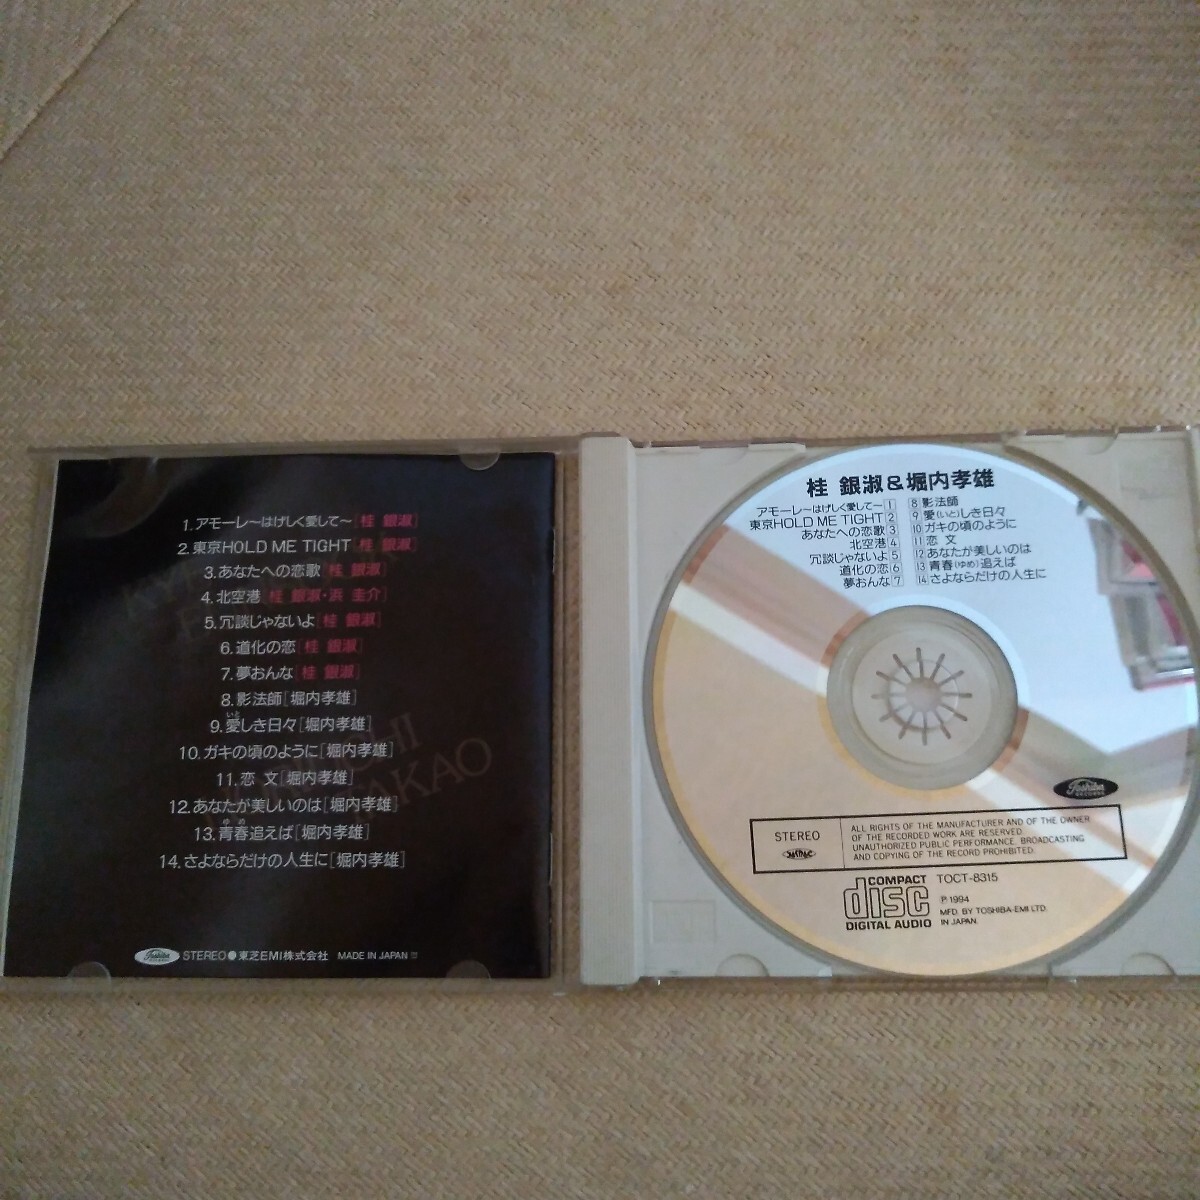 1.アモーレ〜はげしく愛して〜[桂 銀淑]
2.東京HOLD ME TIGHT[桂 銀淑]
3.あなたへの恋歌[桂 銀淑]
4.北空港[桂 銀淑・浜 圭介]
5.冗談じゃないよ[桂 銀淑]
6.道化の恋[桂 銀淑]
7.夢おんな[桂 銀淑]
8.影法師[堀内孝雄]
いと
9.愛しき日々[堀内孝雄]
10.ガキの頃のように[堀内孝雄]
11.恋 文[堀内孝雄]
12.あなたが美しいのは[堀内孝雄]
ゆめ
13.青春追えば[堀内孝雄]
14.さよならだけの人生に[堀内孝雄]
Toshiba STEREO●東芝EMI株式会社 MADE IN JAPAN
桂 銀淑&堀内孝雄
アモーレ〜はげしく愛して〜 1
東京HOLD ME TIGHT 2
あなたへの恋歌 3
北空港 4
冗談じゃないよ 5
道化の恋 6
夢おんな 7
8 影法師
9 愛(いと)しき日々
10 ガキの頃のように
11 恋 文
12 あなたが美しいのは
13 青春(ゆめ)追えば
14 さよならだけの人生に
Toshiba
RECORDS
STEREO
JASRAC
ALL RIGHTS OF THE MANUFACTURER AND OF THE OWNER
OF THE RECORDED WORK ARE RESERVED.
UNAUTHORIZED PUBLIC PERFORMANCE, BROADCASTING
AND COPYING OF THE RECORD PROHIBITED.
COMPACT
disc
DIGITAL AUDIO
TOCT-8315
℗ 1994
MFD. BY TOSHIBA-EMI LTD.
IN JAPAN.